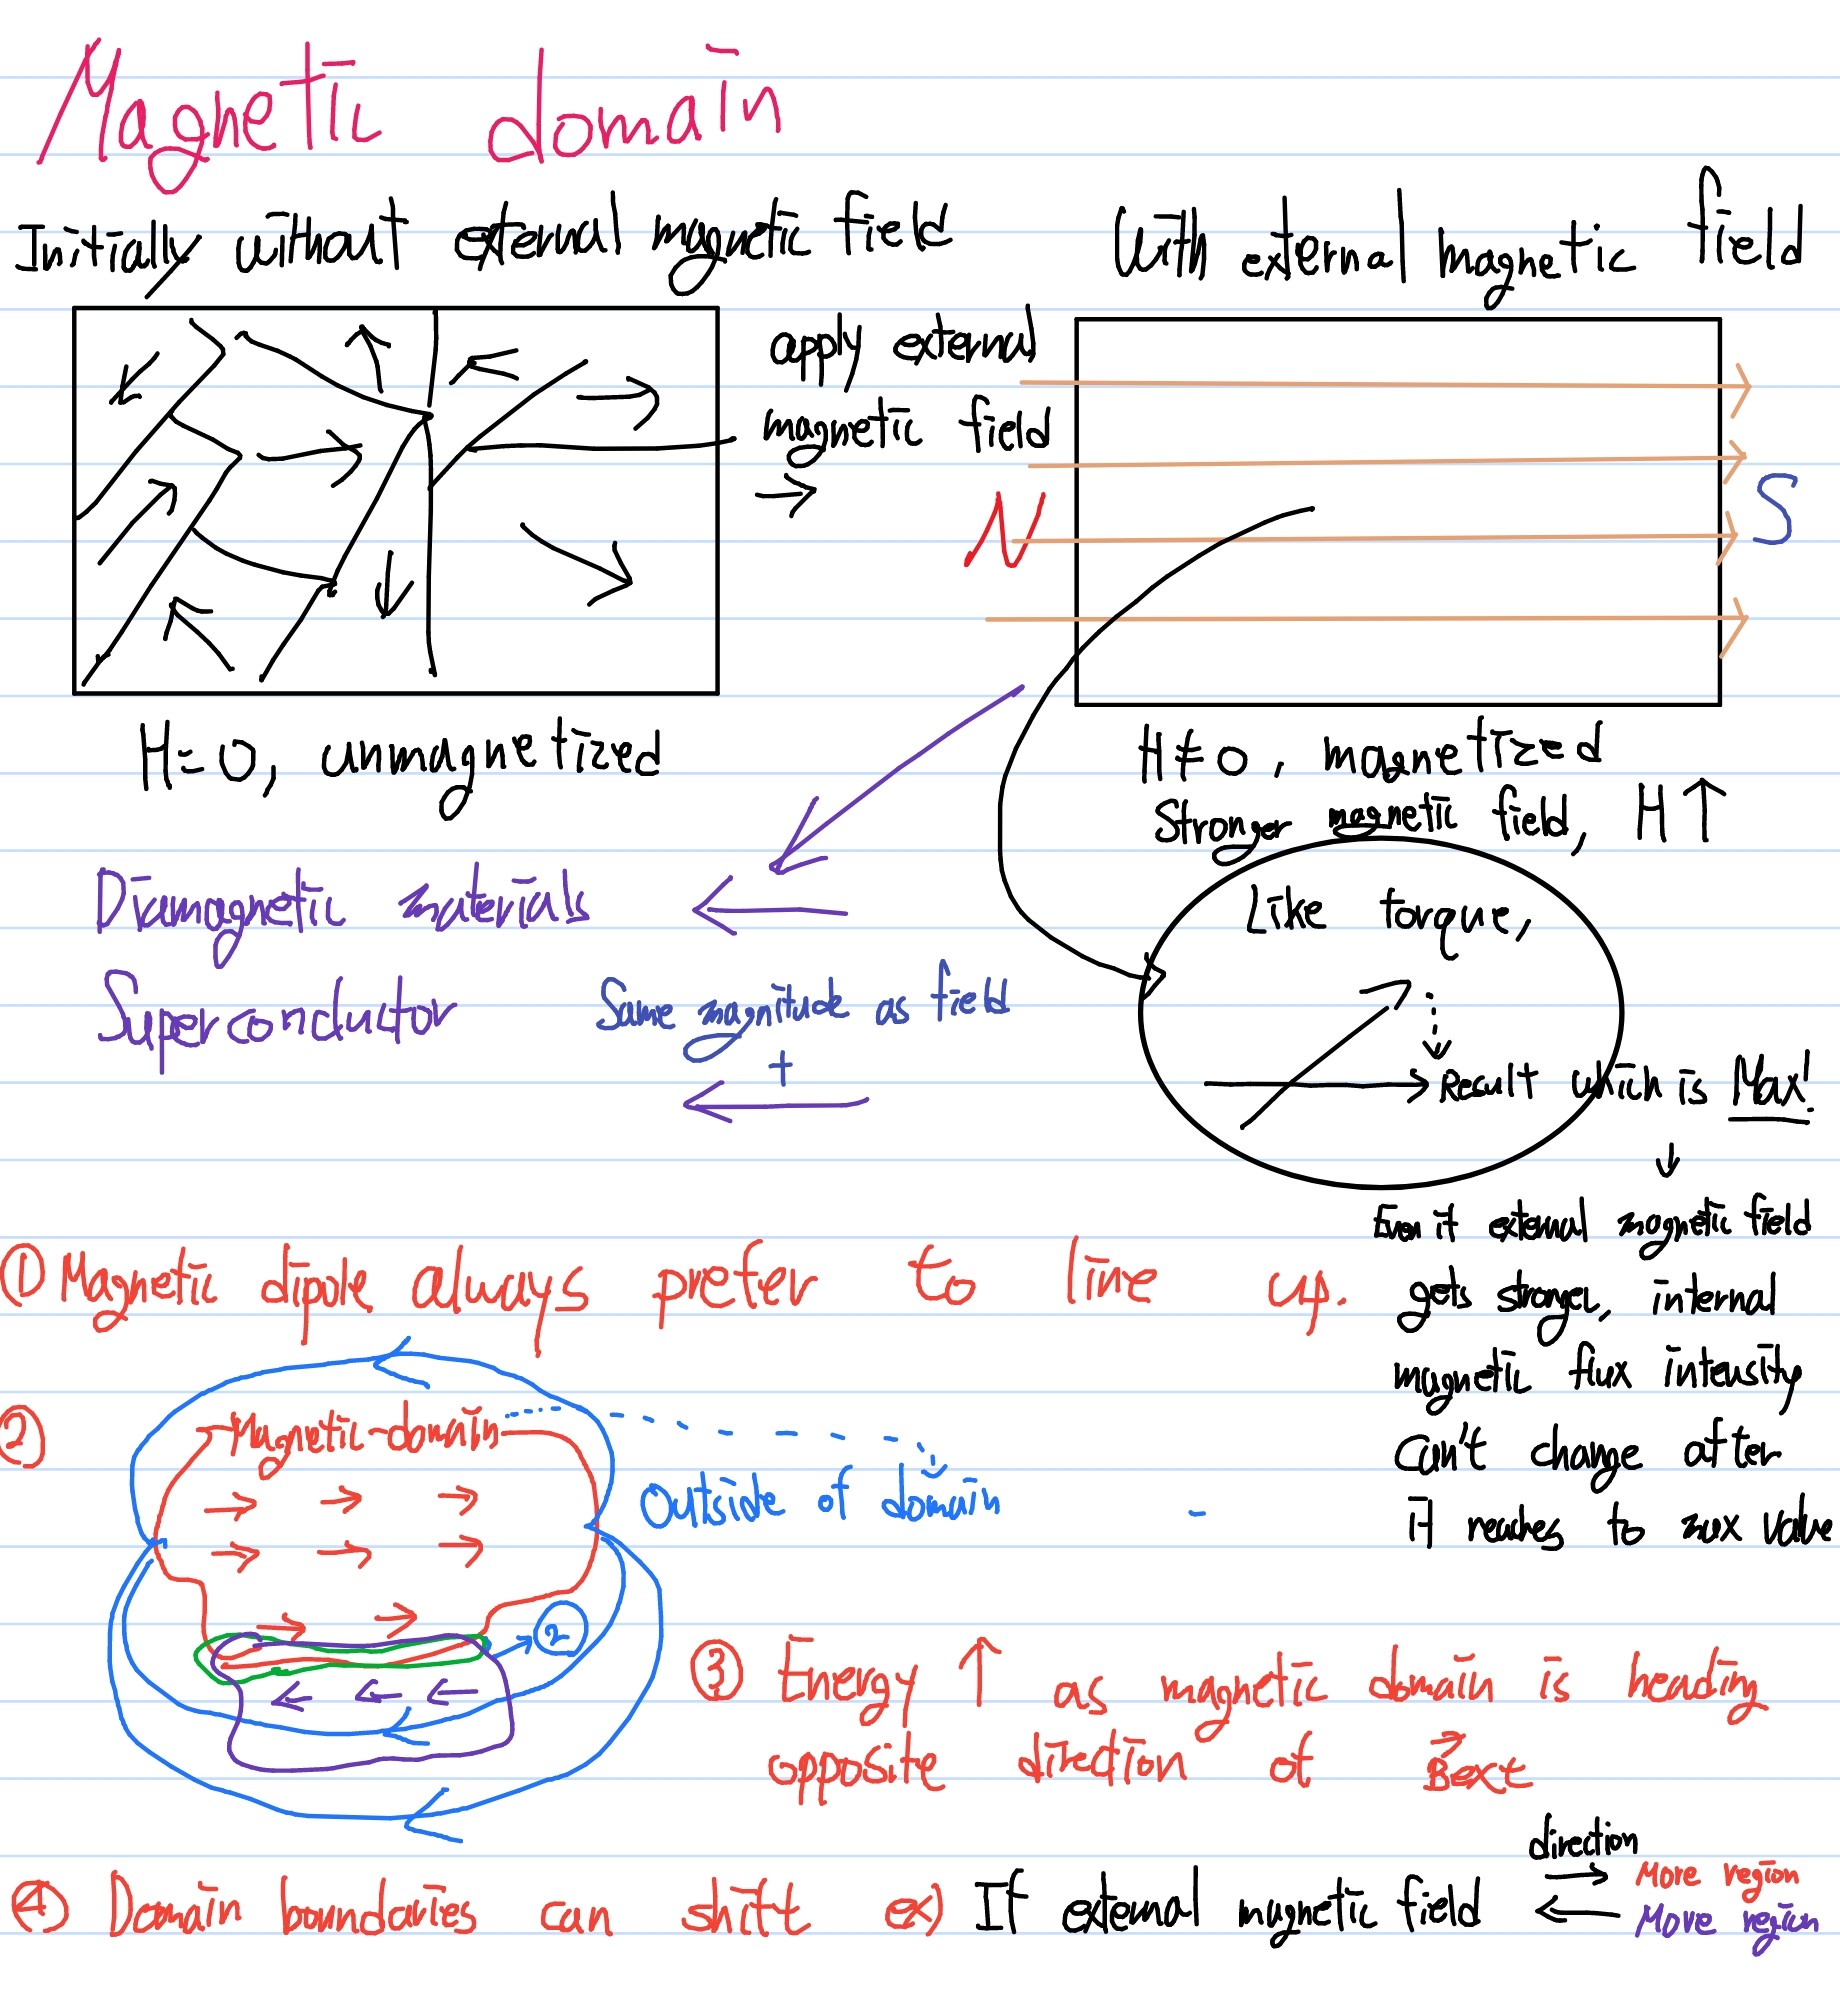 Magnetic domain
Initially without external magnetic field
With external magnetic field
apply external
magnetic field
→
N
S
H=0, unmagnetized
H≠0, magnetized
Stronger magnetic field, H↑
Diamagnetic materials
Superconductor
Same magnitude as field
+
Like torque,
Result which is Max!
↓
Even if external magnetic field
gets stronger, internal
magnetic flux intensity
can't change after
it reaches to max value
① Magnetic dipole always prefer to line up.
②
Magnetic-domain
Outside of domain
②
③ Energy ↑ as magnetic domain is heading
opposite direction of B⃗ext
④ Domain boundaries can shift ex) If external magnetic field
direction
→ More region
← More region